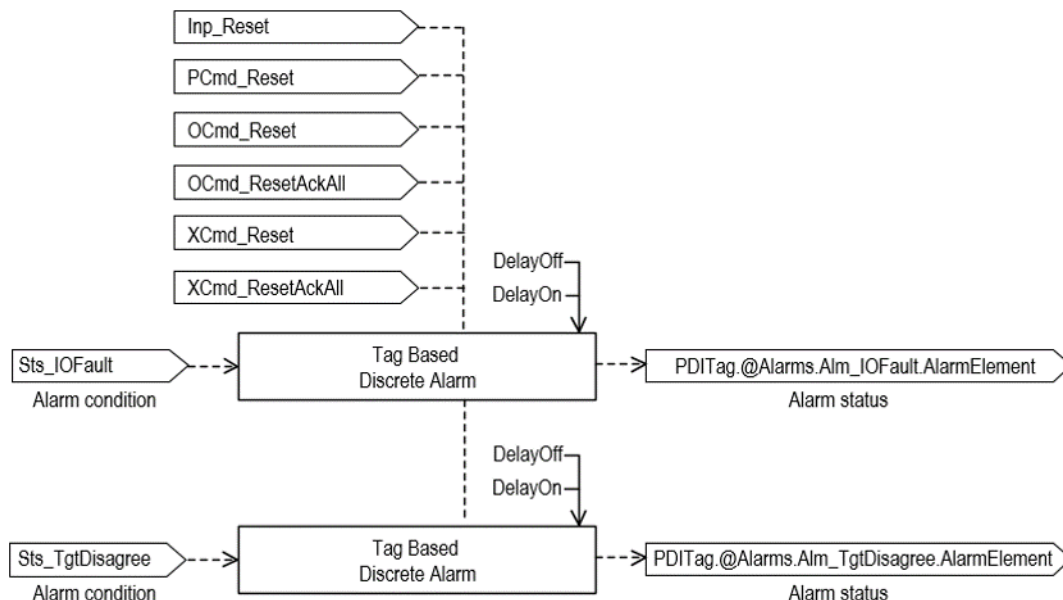 Inp_Reset
PCmd_Reset
OCmd_Reset
OCmd_ResetAckAll
XCmd_Reset
XCmd_ResetAckAll
DelayOff
DelayOn
Sts_IOFault
Alarm condition
Tag Based
Discrete Alarm
PDITag.@Alarms.Alm_IOFault.AlarmElement
Alarm status
DelayOff
DelayOn
Sts_TgtDisagree
Alarm condition
Tag Based
Discrete Alarm
PDITag.@Alarms.Alm_TgtDisagree.AlarmElement
Alarm status